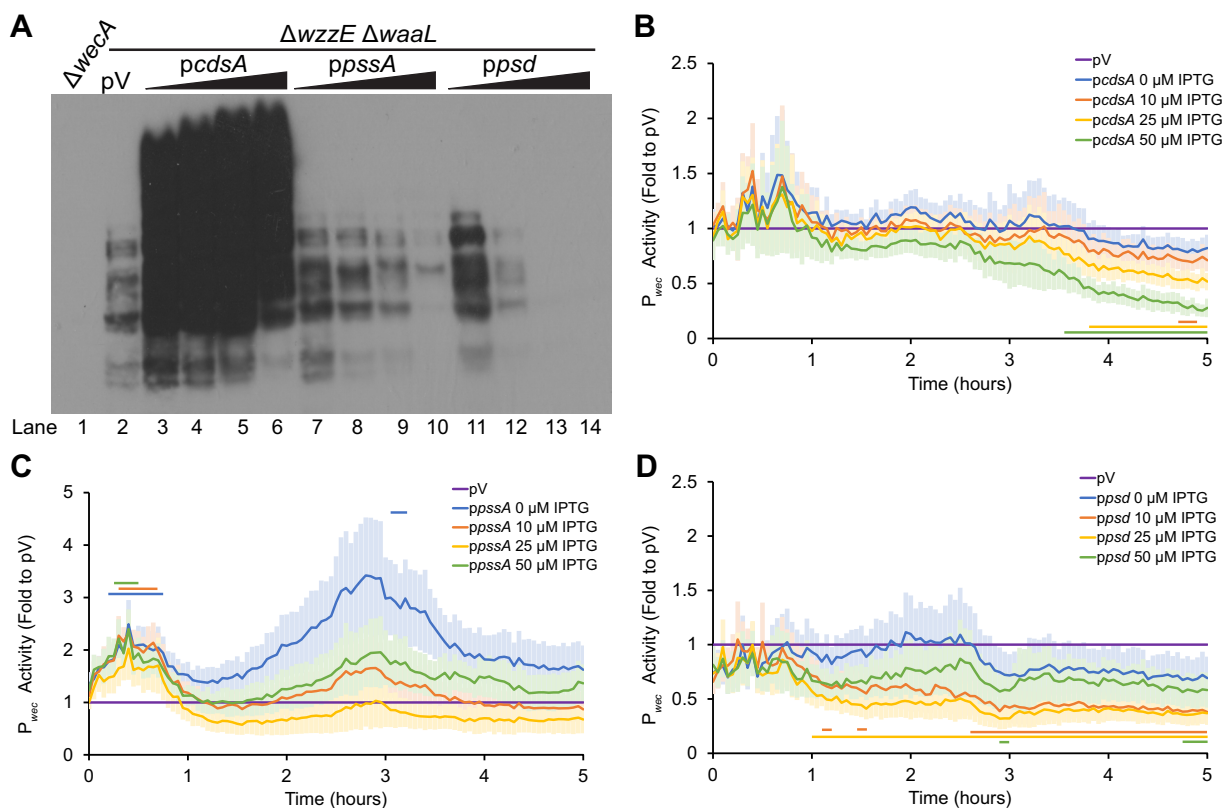 A
ΔwecA
ΔwzzE ΔwaaL
pV
pcdsA
ppssA
ppsd
Lane 1 2 3 4 5 6 7 8 9 10 11 12 13 14
B
2.5
2
1.5
1
0.5
0
0 1 2 3 4 5
Time (hours)
Pwec Activity (Fold to pV)
pV
pcdsA 0 μM IPTG
pcdsA 10 μM IPTG
pcdsA 25 μM IPTG
pcdsA 50 μM IPTG
C
5
4
3
2
1
0
0 1 2 3 4 5
Time (hours)
Pwec Activity (Fold to pV)
pV
ppssA 0 μM IPTG
ppssA 10 μM IPTG
ppssA 25 μM IPTG
ppssA 50 μM IPTG
D
2.5
2
1.5
1
0.5
0
0 1 2 3 4 5
Time (hours)
Pwec Activity (Fold to pV)
pV
ppsd 0 μM IPTG
ppsd 10 μM IPTG
ppsd 25 μM IPTG
ppsd 50 μM IPTG